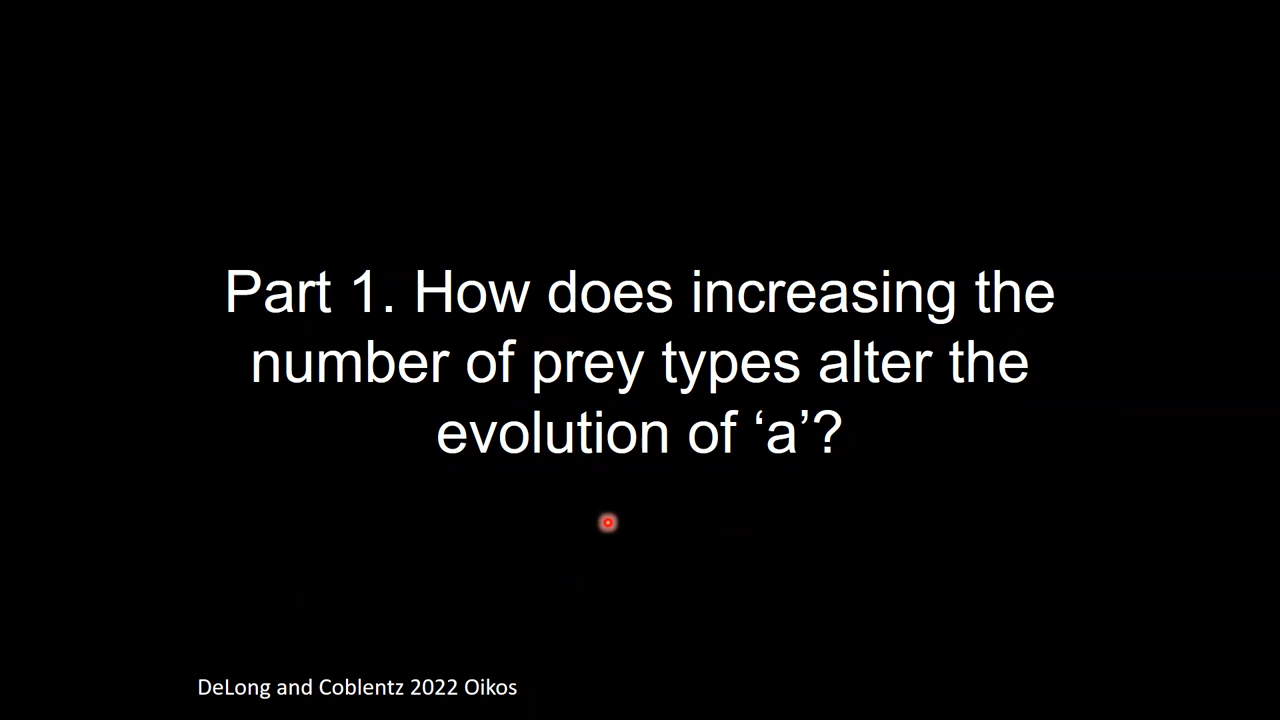 Part 1. How does increasing the
number of prey types alter the
evolution of ‘a’?
DeLong and Coblentz 2022 Oikos